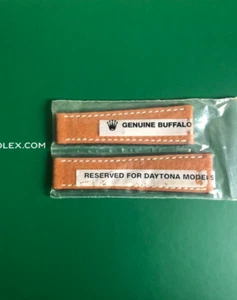 OLEX.COM
GENUINE BUFFALO
RESERVED FOR DAYTONA MODELS